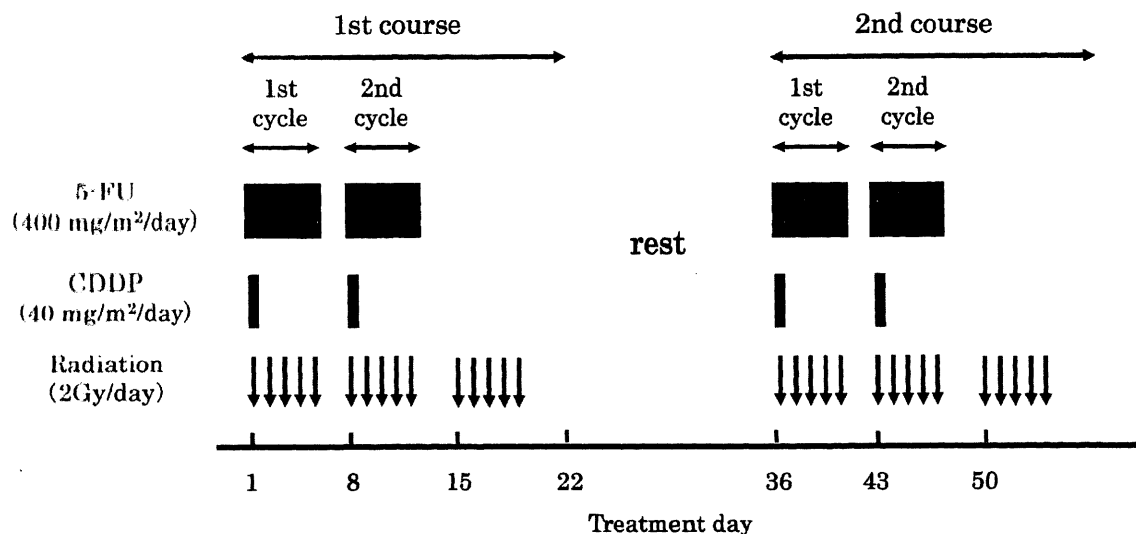 1st course
2nd course
1st cycle
2nd cycle
1st cycle
2nd cycle
5-FU
(400 mg/m²/day)
rest
CDDP
(40 mg/m²/day)
Radiation
(2Gy/day)
1 8 15 22 36 43 50
Treatment day